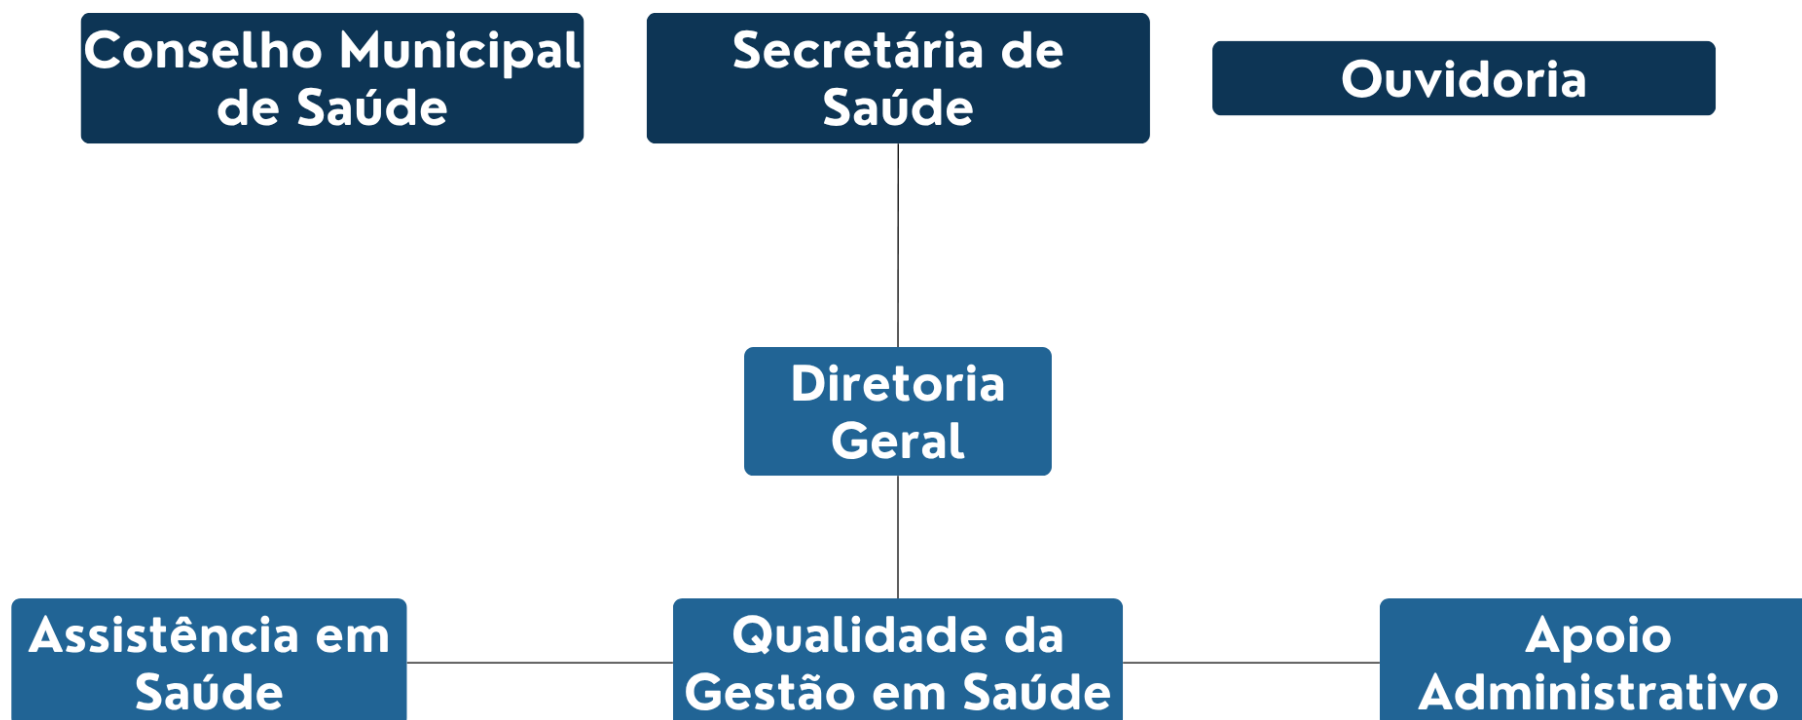 Conselho Municipal
de Saúde
Secretária de
Saúde
Ouvidoria
Diretoria
Geral
Assistência em
Saúde
Qualidade da
Gestão em Saúde
Apoio
Administrativo